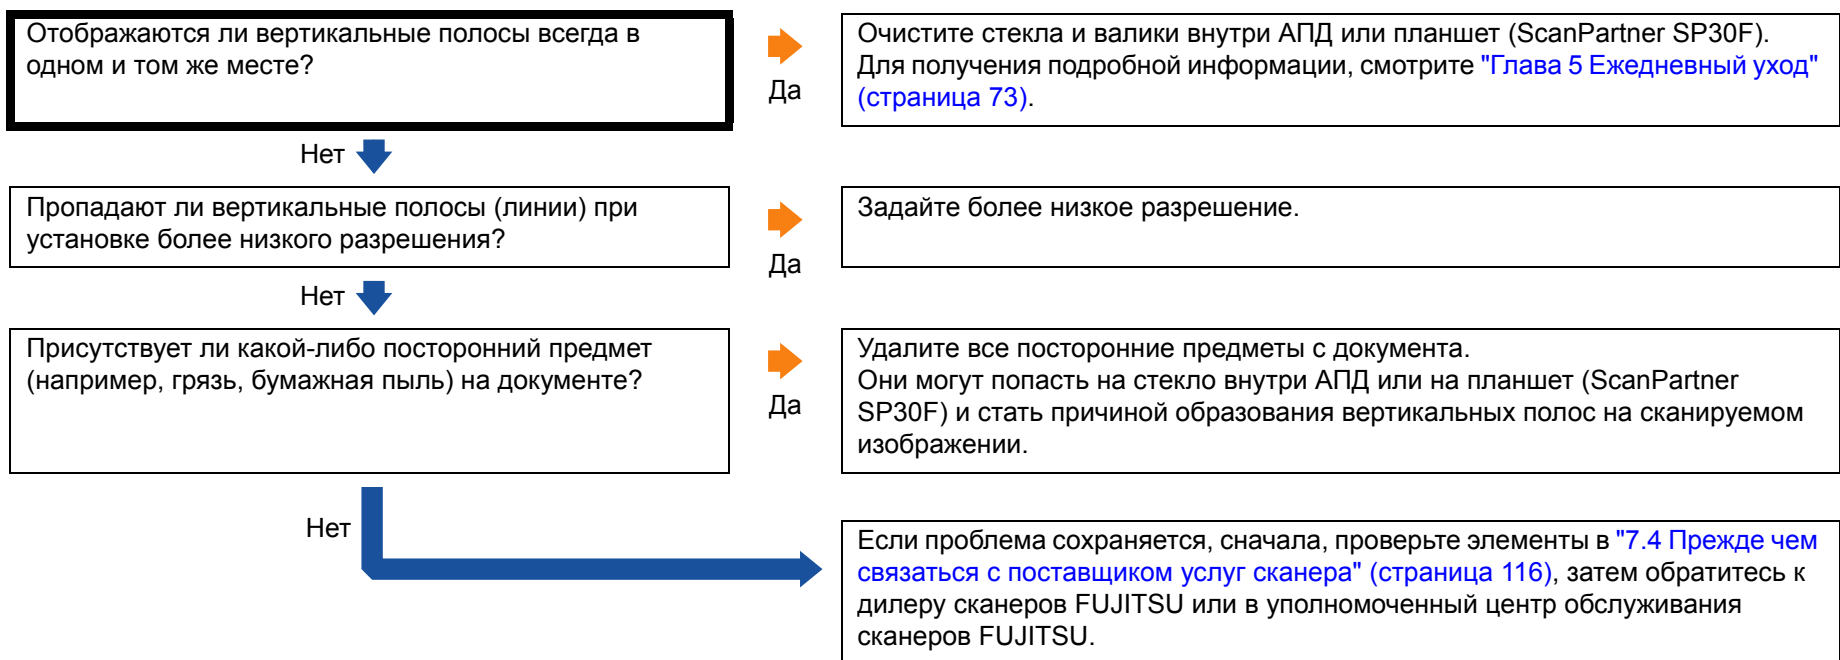 Отображаются ли вертикальные полосы всегда в
одном и том же месте?
Да
Очистите стекла и валики внутри АПД или планшет (ScanPartner SP30F).
Для получения подробной информации, смотрите "Глава 5 Ежедневный уход"
(страница 73).
Нет
Пропадают ли вертикальные полосы (линии) при
установке более низкого разрешения?
Да
Задайте более низкое разрешение.
Нет
Присутствует ли какой-либо посторонний предмет
(например, грязь, бумажная пыль) на документе?
Да
Удалите все посторонние предметы с документа.
Они могут попасть на стекло внутри АПД или на планшет (ScanPartner
SP30F) и стать причиной образования вертикальных полос на сканируемом
изображении.
Нет
Если проблема сохраняется, сначала, проверьте элементы в "7.4 Прежде чем
связаться с поставщиком услуг сканера" (страница 116), затем обратитесь к
дилеру сканеров FUJITSU или в уполномоченный центр обслуживания
сканеров FUJITSU.